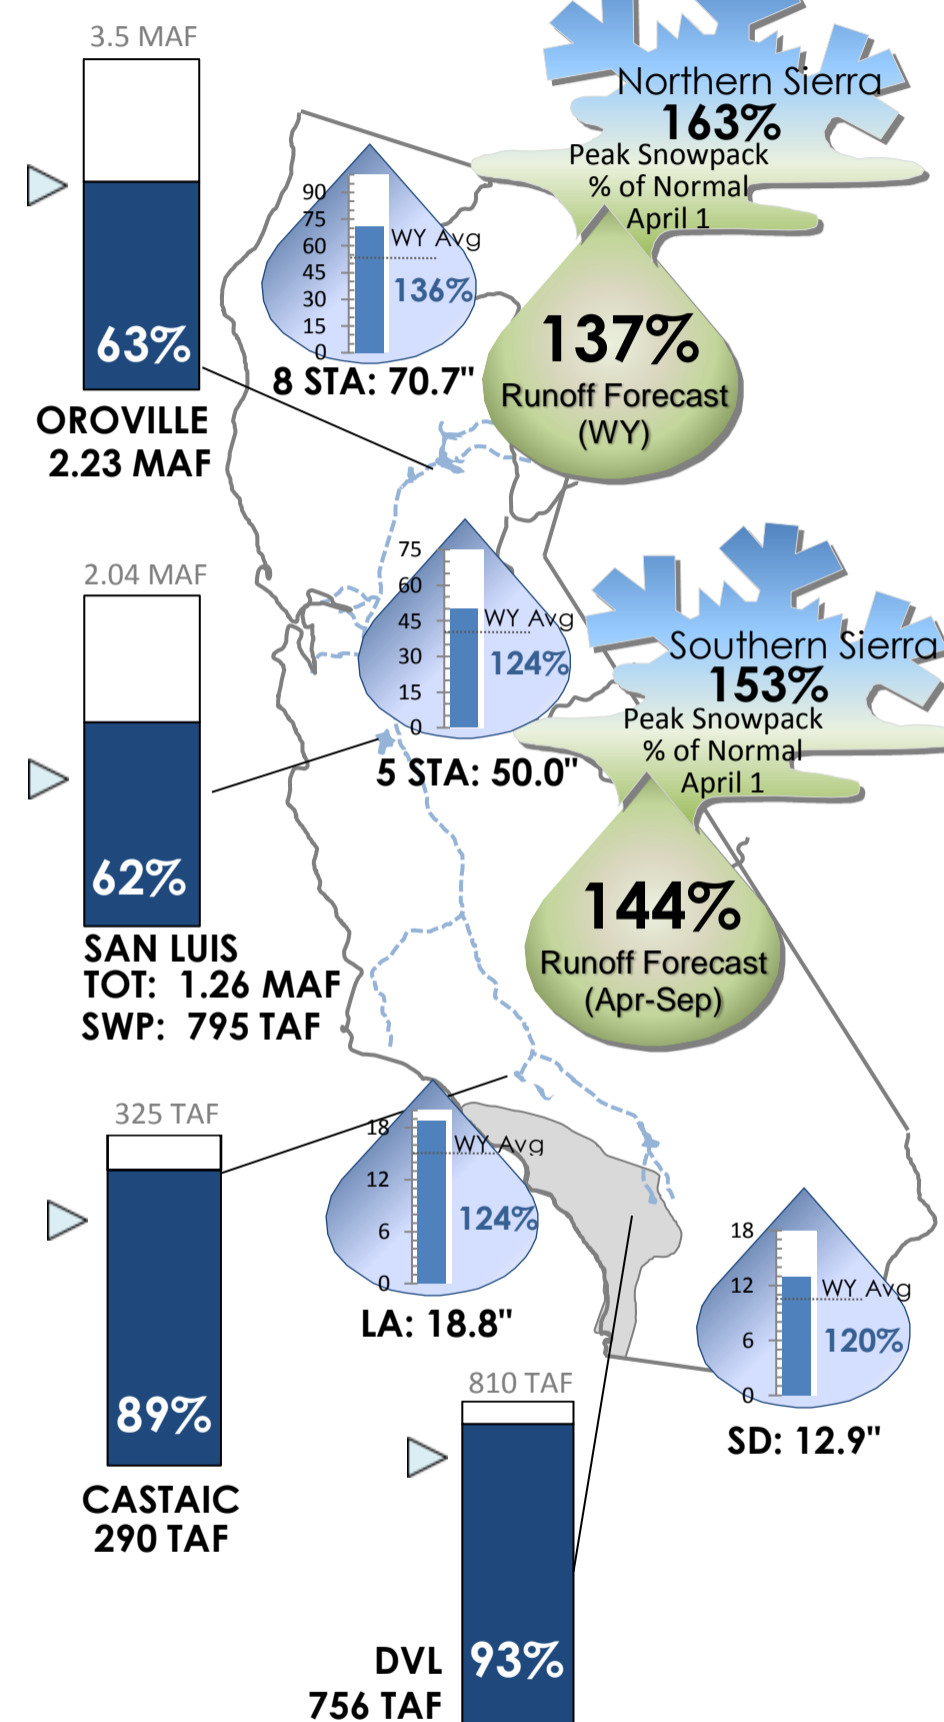 3.5 MAF
63%
OROVILLE
2.23 MAF
Northern Sierra
163%
Peak Snowpack
% of Normal
April 1
137%
Runoff Forecast
(WY)
90
75
60
45
30
15
0
WY Avg
136%
8 STA: 70.7"
2.04 MAF
62%
SAN LUIS
TOT: 1.26 MAF
SWP: 795 TAF
75
60
45
30
15
0
WY Avg
124%
5 STA: 50.0"
Southern Sierra
153%
Peak Snowpack
% of Normal
April 1
144%
Runoff Forecast
(Apr-Sep)
325 TAF
89%
CASTAIC
290 TAF
18
12
6
0
WY Avg
124%
LA: 18.8"
18
12
6
0
WY Avg
120%
SD: 12.9"
810 TAF
93%
DVL
756 TAF